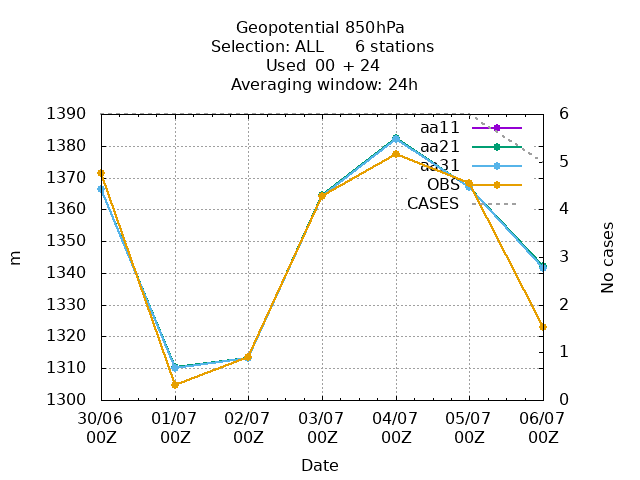 Geopotential 850hPa
Selection: ALL      6 stations
Used  00 + 24
Averaging window: 24h
1390
1380
1370
1360
1350
1340
1330
1320
1310
1300
m
6
5
4
3
2
1
0
No cases
aa11
aa21
aa31
OBS
CASES
30/06 01/07 02/07 03/07 04/07 05/07 06/07
00Z 00Z 00Z 00Z 00Z 00Z 00Z
Date